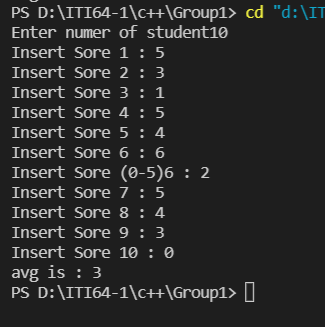 PS D:\ITI64-1\c++\Group1> cd "d:\IT
Enter numer of student10
Insert Sore 1 : 5
Insert Sore 2 : 3
Insert Sore 3 : 1
Insert Sore 4 : 5
Insert Sore 5 : 4
Insert Sore 6 : 6
Insert Sore (0-5)6 : 2
Insert Sore 7 : 5
Insert Sore 8 : 4
Insert Sore 9 : 3
Insert Sore 10 : 0
avg is : 3
PS D:\ITI64-1\c++\Group1>